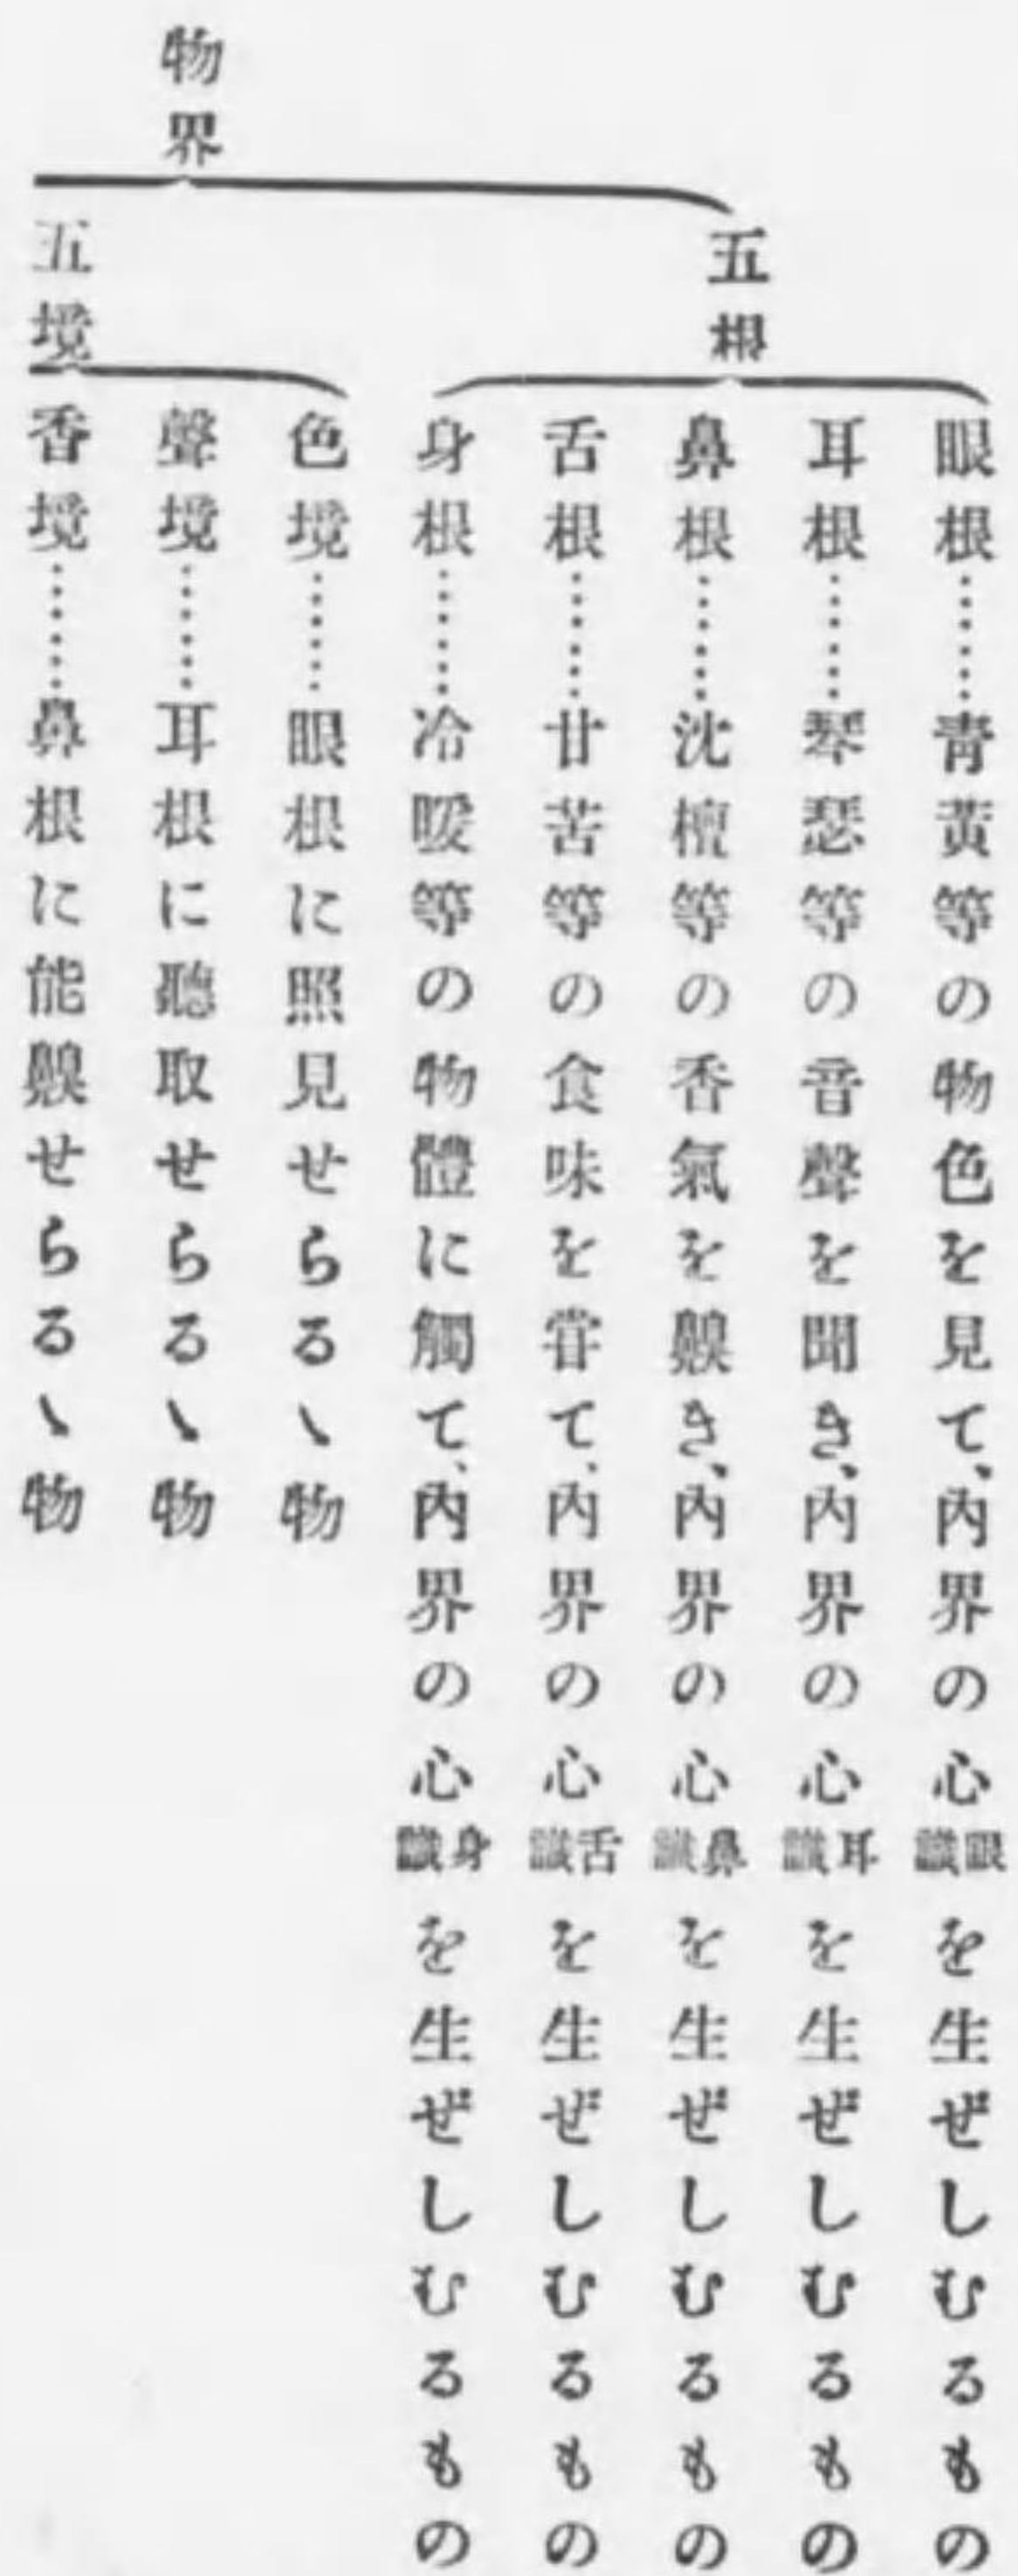 物界
五根
眼根……靑黃等の物色を見て、內界の心眼識を生ぜしむるもの
耳根……琴瑟等の音聲を聞き、內界の心耳識を生ぜしむるもの
鼻根……沈檀等の香氣を齅き、內界の心鼻識を生ぜしむるもの
舌根……甘苦等の食味を甞て、內界の心舌識を生ぜしむるもの
身根……冷暖等の物體に觸て、內界の心身識を生ぜしむるもの
五境
色境……眼根に照見せらるゝ物
聲境……耳根に聽取せらるゝ物
香境……鼻根に能齅せらるゝ物